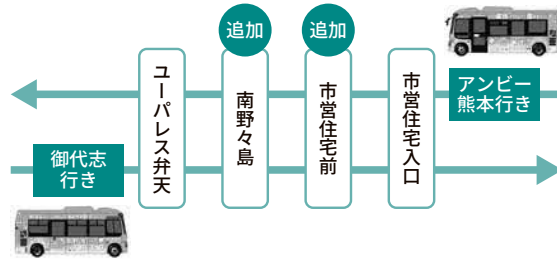 追加
追加
ユーパレス弁天
南野々島
市営住宅前
市営住宅入口
アンビー
熊本行き
御代志
行き